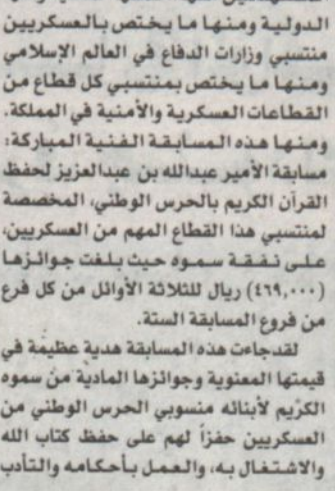 الدولية ومنها ما يختص بالعسكريين
منتسبي وزارات الدفاع في العالم الإسلامي
ومنها ما يختص بمنتسبي كل قطاع من
القطاعات العسكرية والأمنية في المملكة.
ومنها هذه المسابقة الفنية المباركة:
مسابقة الأمير عبدالله بن عبدالعزيز لحفظ
القرآن الكريم بالحرس الوطني، المخصصة
لمنتسبي هذا القطاع المهم من العسكريين،
على نفقة سموه حيث بلغت جوائزها
(٤٦٩,٠٠٠) ريال للثلاثة الأوائل من كل فرع
من فروع المسابقة الستة.
لقدجاءت هذه المسابقة هدية عظيمة في
قيمتها المعنوية وجوائزها المادية من سموه
الكريم لأبنائه منسوبي الحرس الوطني من
العسكريين حفزاً لهم على حفظ كتاب الله
والاشتغال به، والعمل بأحكامه والتأدب